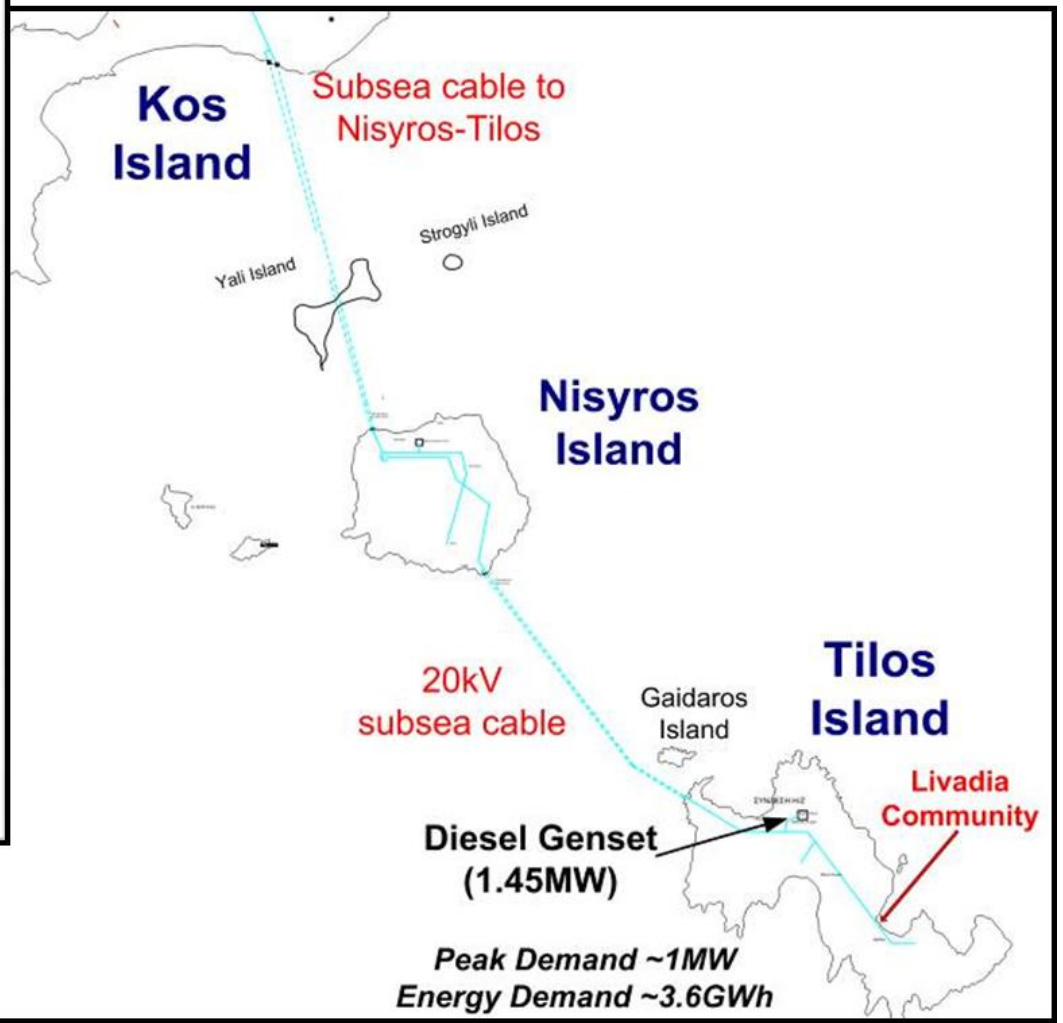 Kos
Island
Subsea cable to
Nisyros-Tilos
Strogyli Island
Yali Island
Nisyros
Island
20kV
subsea cable
Gaidaros
Island
Tilos
Island
Livadia
Community
Diesel Genset
(1.45MW)
Peak Demand ~1MW
Energy Demand ~3.6GWh